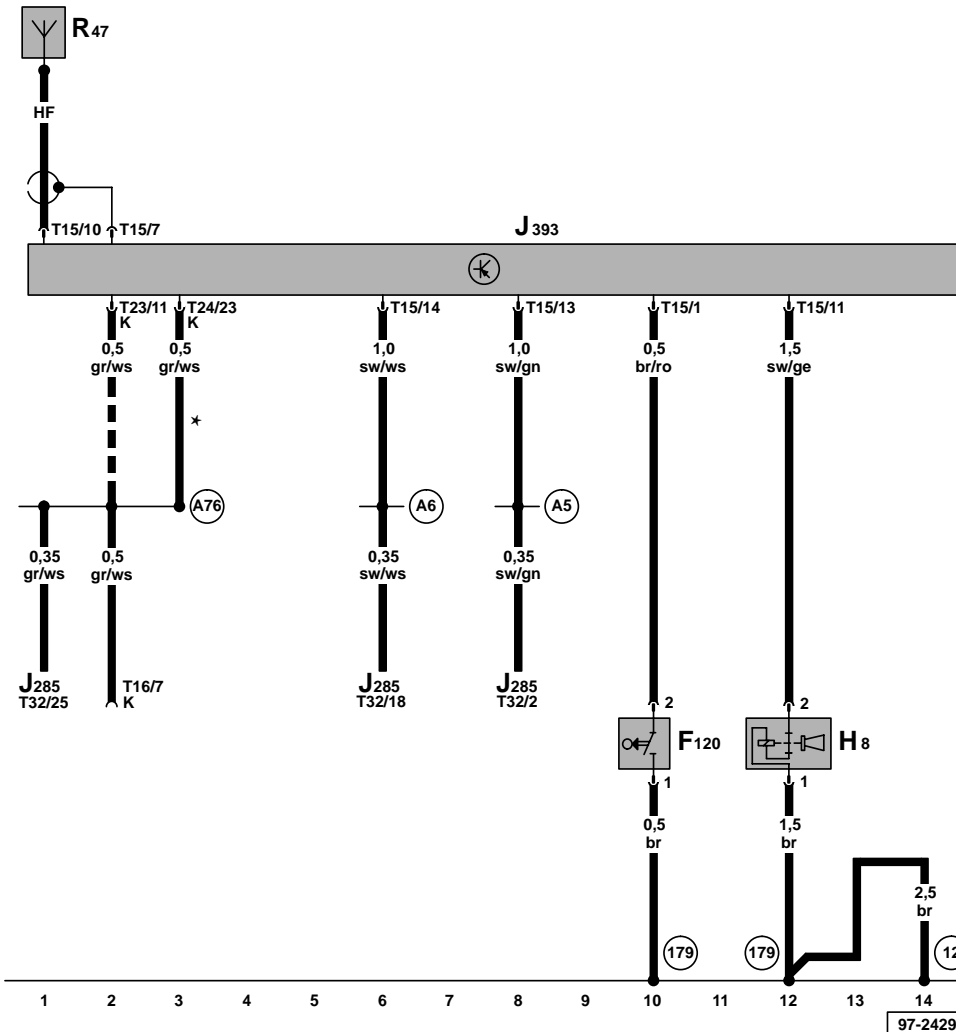 R 47
HF
T15/10 T15/7
J 393
T23/11 K
T24/23 K
T15/14
T15/13
T15/1
T15/11
0,5 gr/ws
0,5 gr/ws
1,0 sw/ws
1,0 sw/gn
0,5 br/ro
1,5 sw/ge
A76
A6
A5
0,35 gr/ws
0,5 gr/ws
0,35 sw/ws
0,35 sw/gn
J285 T32/25
T16/7 K
J285 T32/18
J285 T32/2
2
2
F120
H 8
1
1
0,5 br
1,5 br
2,5 br
179
179
1 2 3 4 5 6 7 8 9 10 11 12 13 14
97-2429